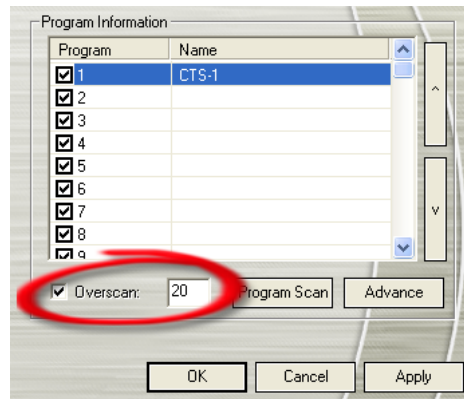 Program Information
Program Name
1 CTS-1
2
3
4
5
6
7
8
9
Overscan: 20 Program Scan Advance
OK Cancel Apply